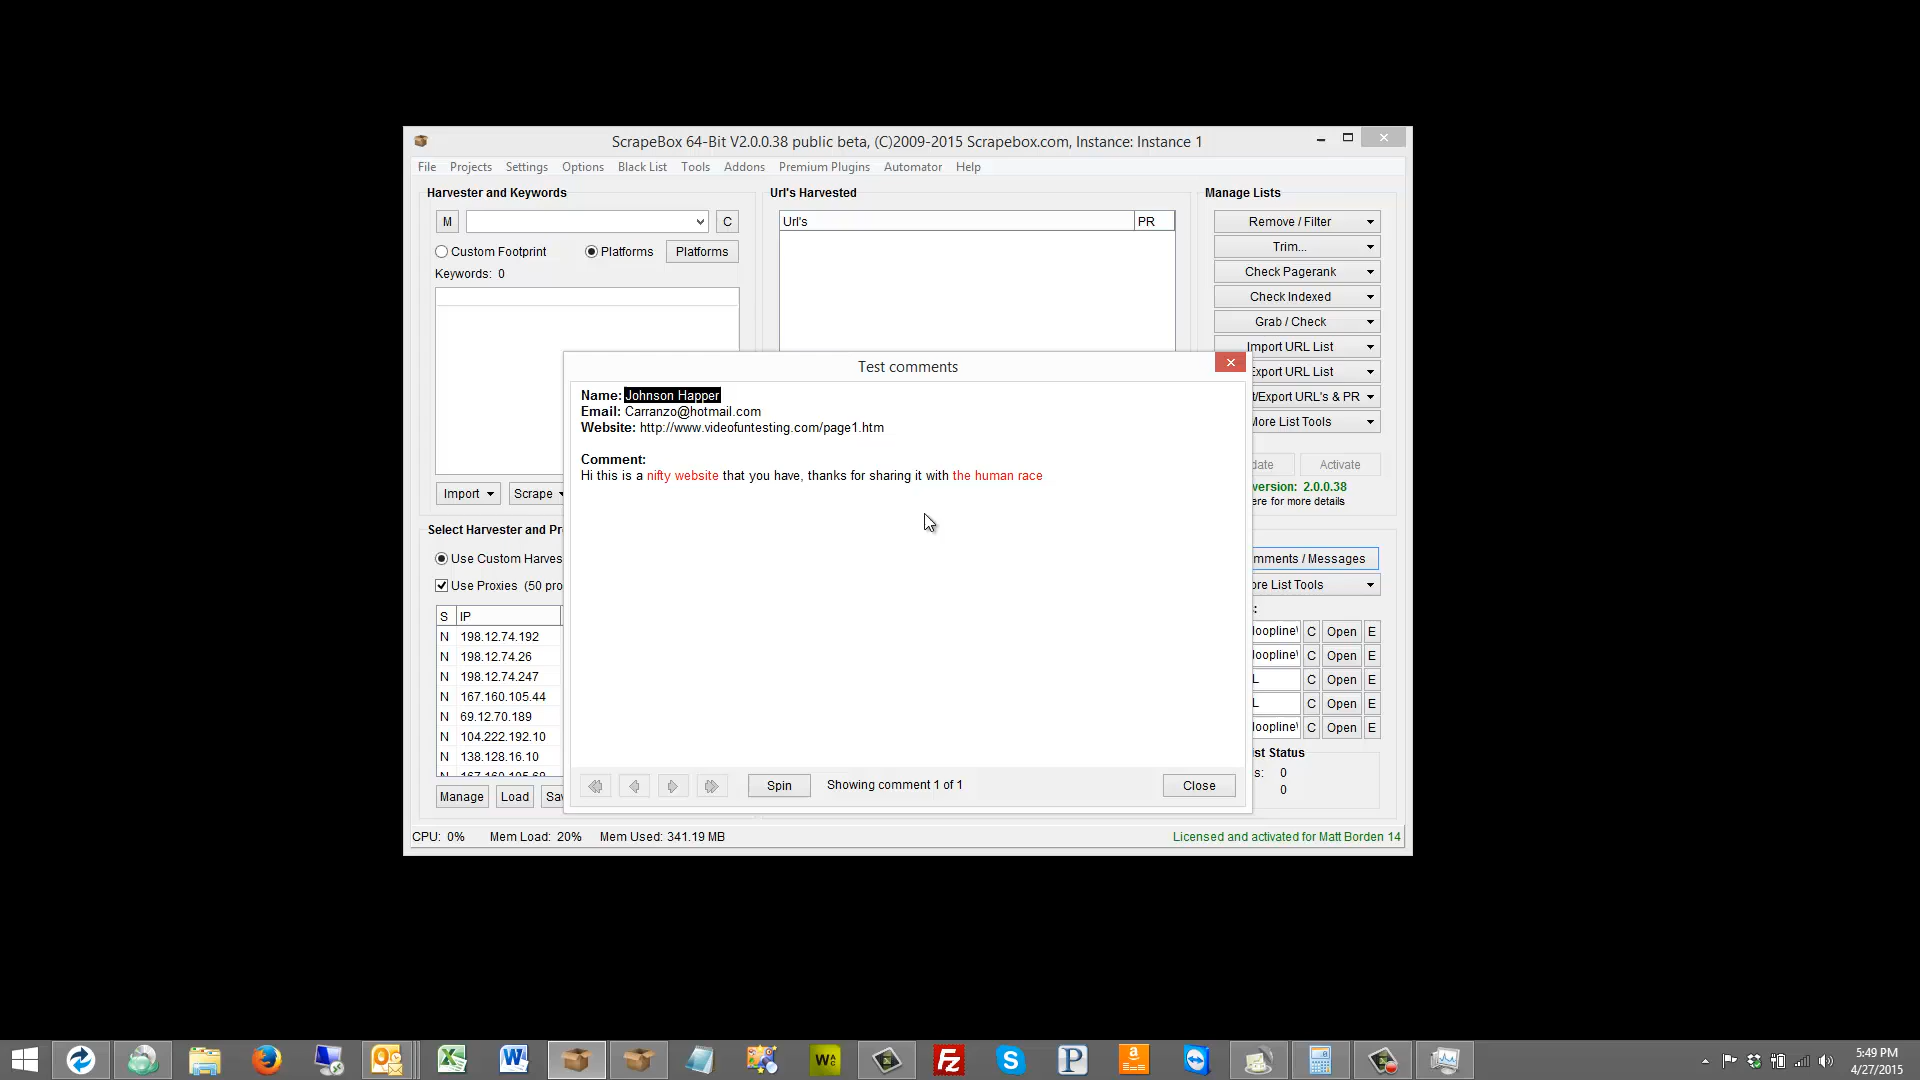 ScrapeBox 64-Bit V2.0.0.38 public beta, (C)2009-2015 Scrapebox.com, Instance: Instance 1
File Projects Settings Options Black List Tools Addons Premium Plugins Automator Help
Harvester and Keywords
M C
Custom Footprint Platforms Platforms
Keywords: 0
Import Scrape
Url's Harvested
Url's PR
Manage Lists
Remove / Filter
Trim...
Check Pagerank
Check Indexed
Grab / Check
Import URL List
Export URL List
t/Export URL's & PR
More List Tools
date Activate
version: 2.0.0.38
ere for more details
Test comments
Name: Johnson Happer
Email: Carranzo@hotmail.com
Website: http://www.videofuntesting.com/page1.htm
Comment:
Hi this is a nifty website that you have, thanks for sharing it with the human race
Spin Showing comment 1 of 1 Close
Select Harvester and Pr
Use Custom Harves
Use Proxies (50 pro
S IP
N 198.12.74.192
N 198.12.74.26
N 198.12.74.247
N 167.160.105.44
N 69.12.70.189
N 104.222.192.10
N 138.128.16.10
N 167.160.105.68
Manage Load Sav
mments / Messages
ore List Tools
:
loopline\ C Open E
loopline\ C Open E
L C Open E
L C Open E
loopline\ C Open E
st Status
s: 0
0
CPU: 0% Mem Load: 20% Mem Used: 341.19 MB Licensed and activated for Matt Borden 14
5:49 PM
4/27/2015